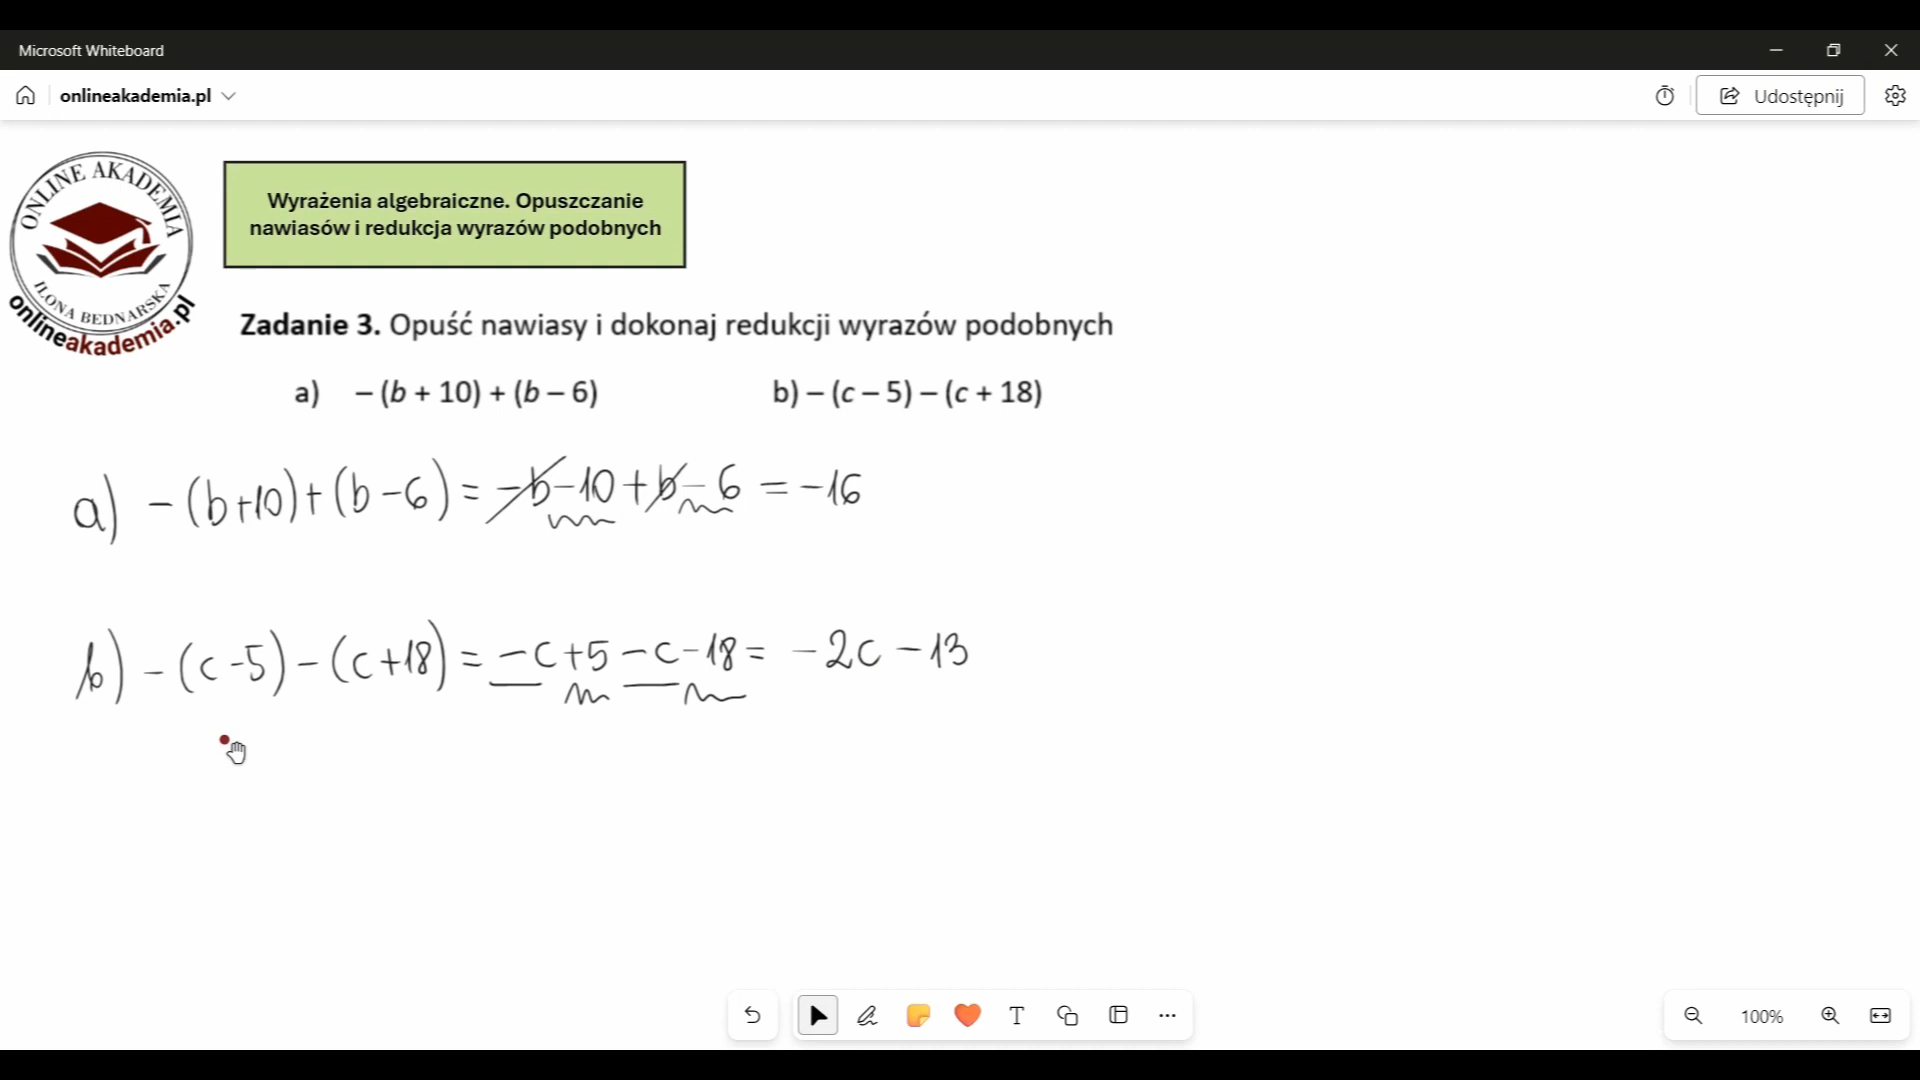 Microsoft Whiteboard
onlineakademia.pl
Udostępnij
ONLINE AKADEMIA
ILONA BEDNARSKA
onlineakademia.pl
Wyrażenia algebraiczne. Opuszczanie
nawiasów i redukcja wyrazów podobnych
Zadanie 3. Opuść nawiasy i dokonaj redukcji wyrazów podobnych
a) – (b + 10) + (b – 6) b) – (c – 5) – (c + 18)
a) -(b+10)+(b-6) = -b-10+b-6 = -16
b) -(c-5)-(c+18) = -c+5-c-18 = -2c-13
100%